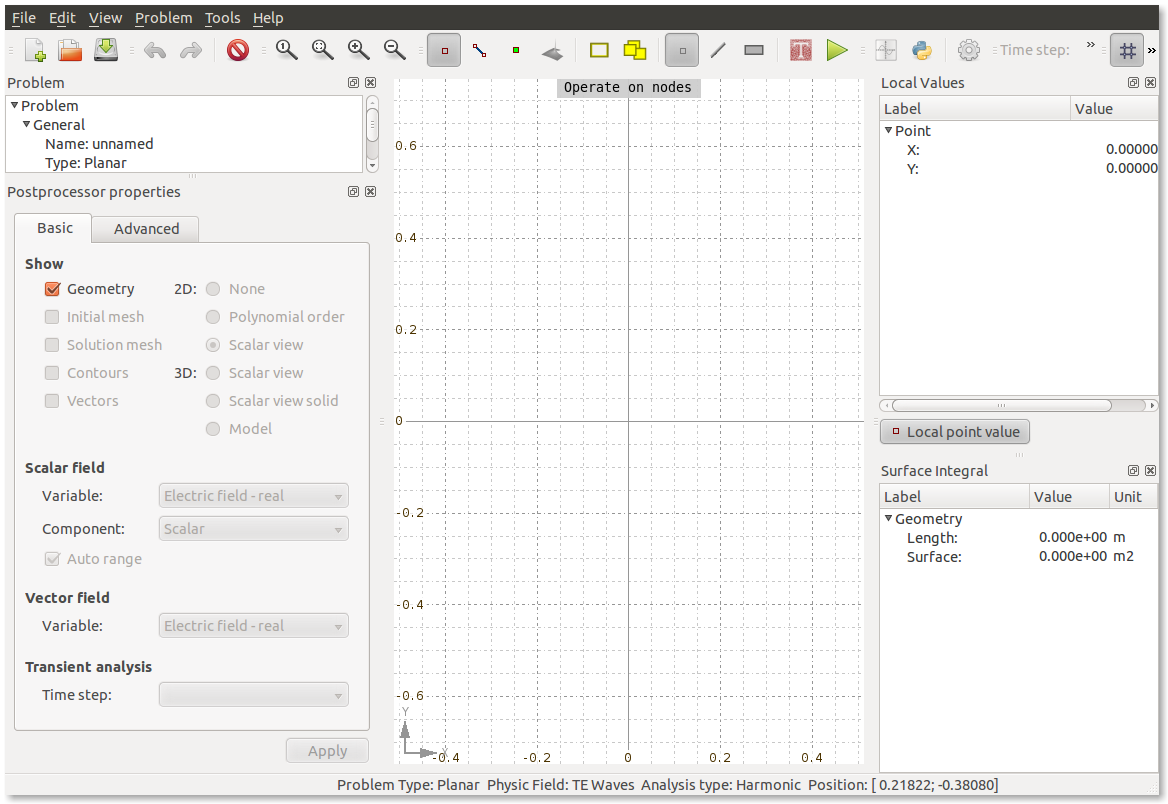 File Edit View Problem Tools Help
1
Time step: »
»
Problem
Problem
General
Name: unnamed
Type: Planar
Postprocessor properties
Basic Advanced
Show
Geometry 2D: None
Initial mesh Polynomial order
Solution mesh Scalar view
Contours 3D: Scalar view
Vectors Scalar view solid
Model
Scalar field
Variable: Electric field - real
Component: Scalar
Auto range
Vector field
Variable: Electric field - real
Transient analysis
Time step:
Apply
Operate on nodes
0.6
0.4
0.2
0
-0.2
-0.4
-0.6
Y
X
-0.4 -0.2 0 0.2 0.4
Local Values
Label Value
Point
X: 0.00000
Y: 0.00000
Local point value
Surface Integral
Label Value Unit
Geometry
Length: 0.000e+00 m
Surface: 0.000e+00 m2
Problem Type: Planar Physic Field: TE Waves Analysis type: Harmonic Position: [ 0.21822; -0.38080]